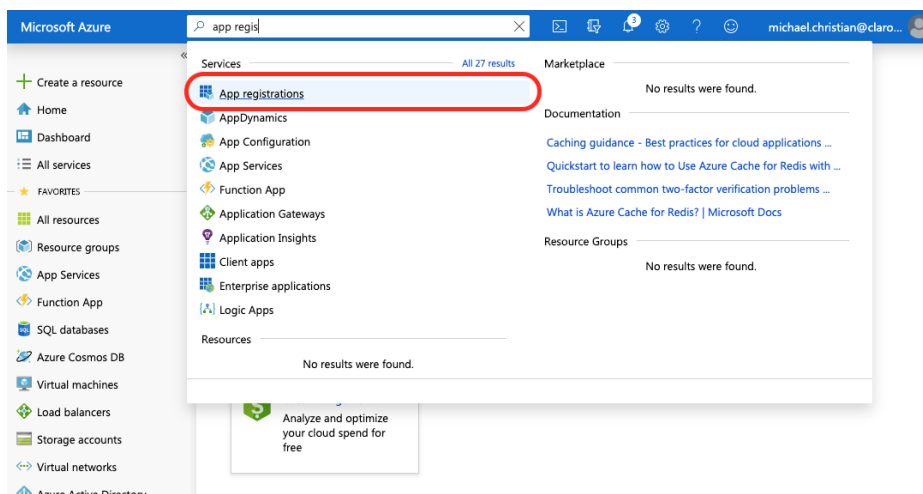 Microsoft Azure
app regis
3
michael.christian@claro...
«
Create a resource
Home
Dashboard
All services
FAVORITES
All resources
Resource groups
App Services
Function App
SQL databases
Azure Cosmos DB
Virtual machines
Load balancers
Storage accounts
Virtual networks
Azure Active Directory
Services
All 27 results
App registrations
AppDynamics
App Configuration
App Services
Function App
Application Gateways
Application Insights
Client apps
Enterprise applications
Logic Apps
Resources
No results were found.
Marketplace
No results were found.
Documentation
Caching guidance - Best practices for cloud applications ...
Quickstart to learn how to Use Azure Cache for Redis with ...
Troubleshoot common two-factor verification problems ...
What is Azure Cache for Redis? | Microsoft Docs
Resource Groups
No results were found.
Analyze and optimize
your cloud spend for
free